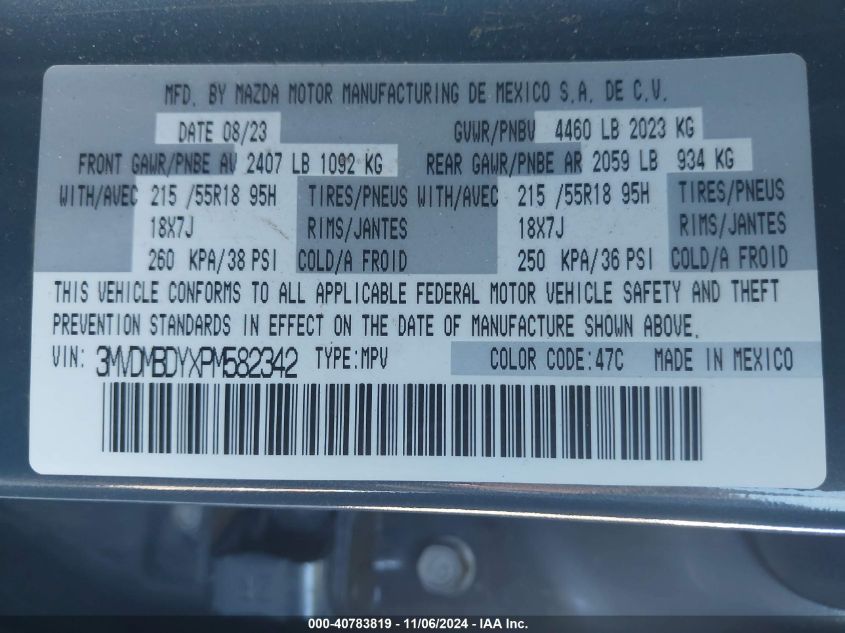 MFD. BY MAZDA MOTOR MANUFACTURING DE MEXICO S.A. DE C.V.
DATE 08/23 GVWR/PNBV 4460 LB 2023 KG
FRONT GAWR/PNBE AV 2407 LB 1092 KG REAR GAWR/PNBE AR 2059 LB 934 KG
WITH/AVEC 215 /55R18 95H TIRES/PNEUS WITH/AVEC 215 /55R18 95H TIRES/PNEUS
18X7J RIMS/JANTES 18X7J RIMS/JANTES
260 KPA/38 PSI COLD/A FROID 250 KPA/36 PSI COLD/A FROID
THIS VEHICLE CONFORMS TO ALL APPLICABLE FEDERAL MOTOR VEHICLE SAFETY AND THEFT
PREVENTION STANDARDS IN EFFECT ON THE DATE OF MANUFACTURE SHOWN ABOVE.
VIN: 3MVDMBDYXPM582342 TYPE:MPV COLOR CODE:47C MADE IN MEXICO
000-40783819 - 11/06/2024 - IAA Inc.